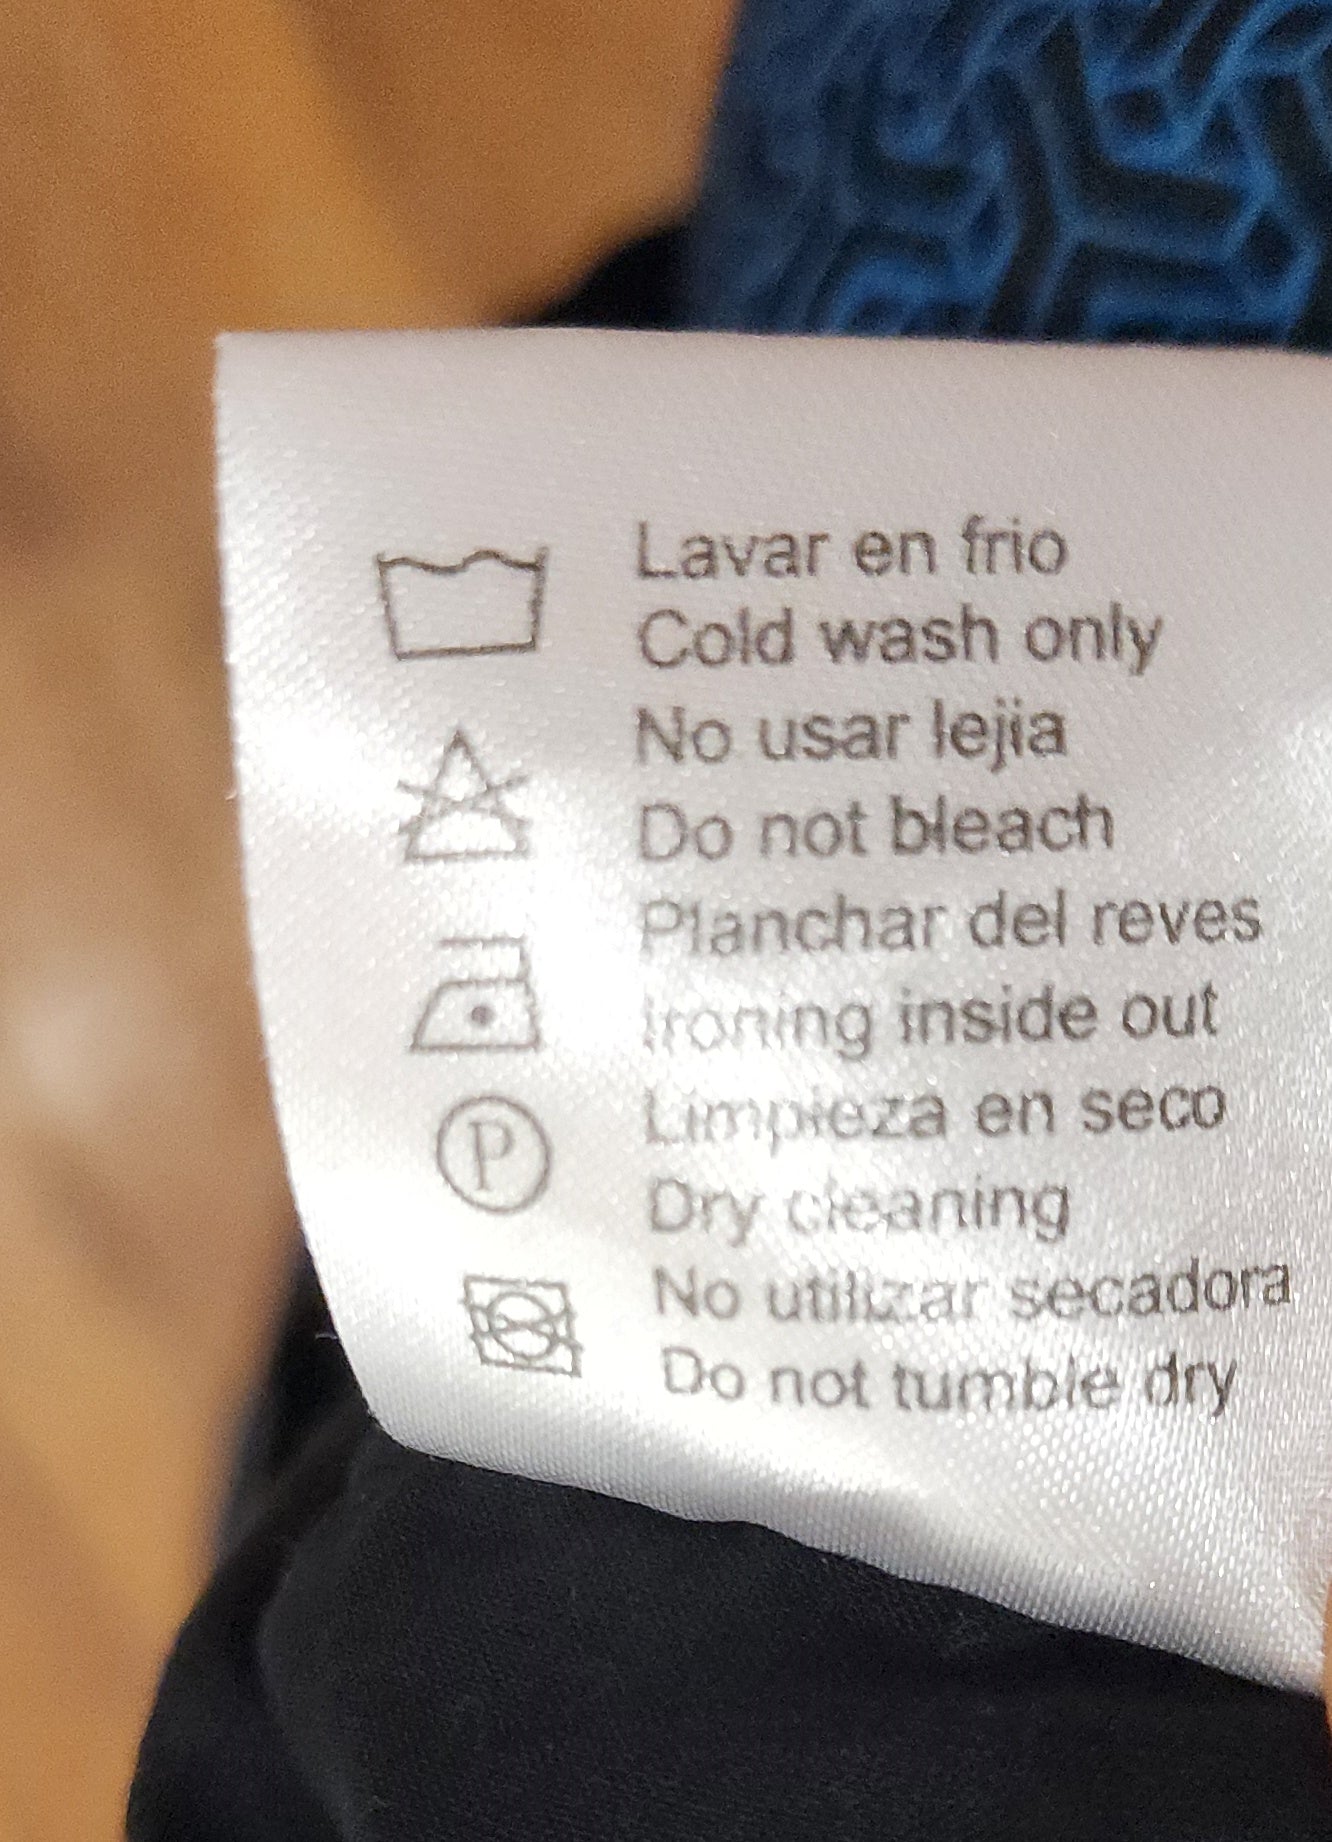 Lavar en frio
Cold wash only
No usar lejia
Do not bleach
Planchar del reves
Ironing inside out
P
Limpieza en seco
Dry cleaning
No utilizar secadora
Do not tumble dry